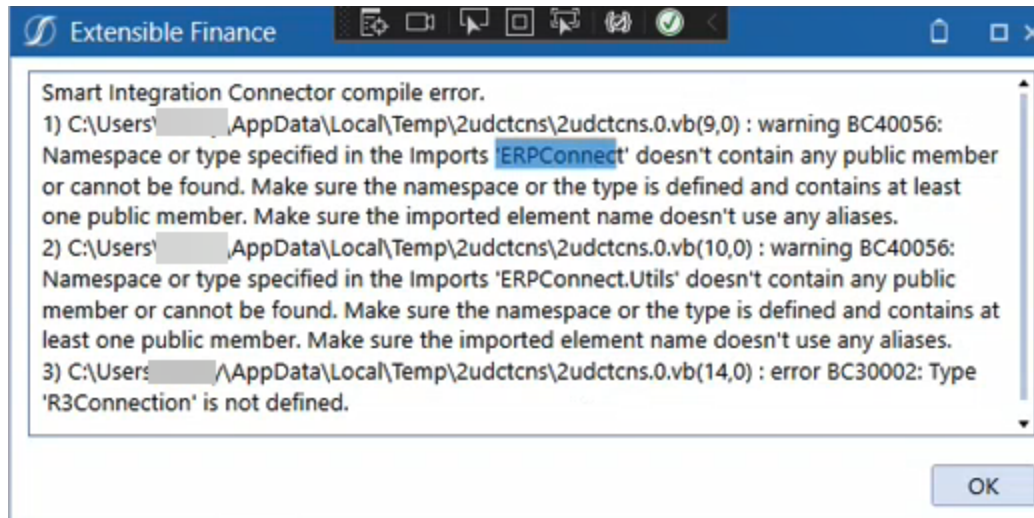 Extensible Finance
Smart Integration Connector compile error.
1) C:\Users\ \AppData\Local\Temp\2udctcns\2udctcns.0.vb(9,0) : warning BC40056:
Namespace or type specified in the Imports 'ERPConnect' doesn't contain any public member
or cannot be found. Make sure the namespace or the type is defined and contains at least
one public member. Make sure the imported element name doesn't use any aliases.
2) C:\Users\ \AppData\Local\Temp\2udctcns\2udctcns.0.vb(10,0) : warning BC40056:
Namespace or type specified in the Imports 'ERPConnect.Utils' doesn't contain any public
member or cannot be found. Make sure the namespace or the type is defined and contains at
least one public member. Make sure the imported element name doesn't use any aliases.
3) C:\Users \AppData\Local\Temp\2udctcns\2udctcns.0.vb(14,0) : error BC30002: Type
'R3Connection' is not defined.
OK